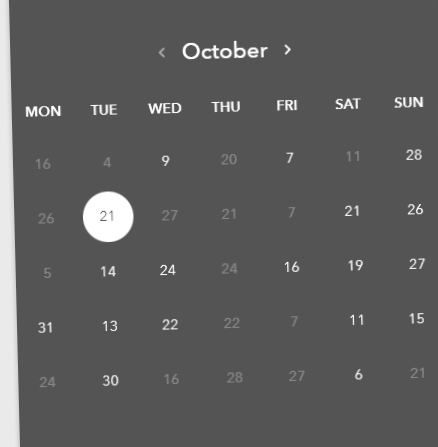 ‹ October ›
MON TUE WED THU FRI SAT SUN
16 4 9 20 7 11 28
26 21 27 21 7 21 26
5 14 24 24 16 19 27
31 13 22 22 7 11 15
24 30 16 28 27 6 21